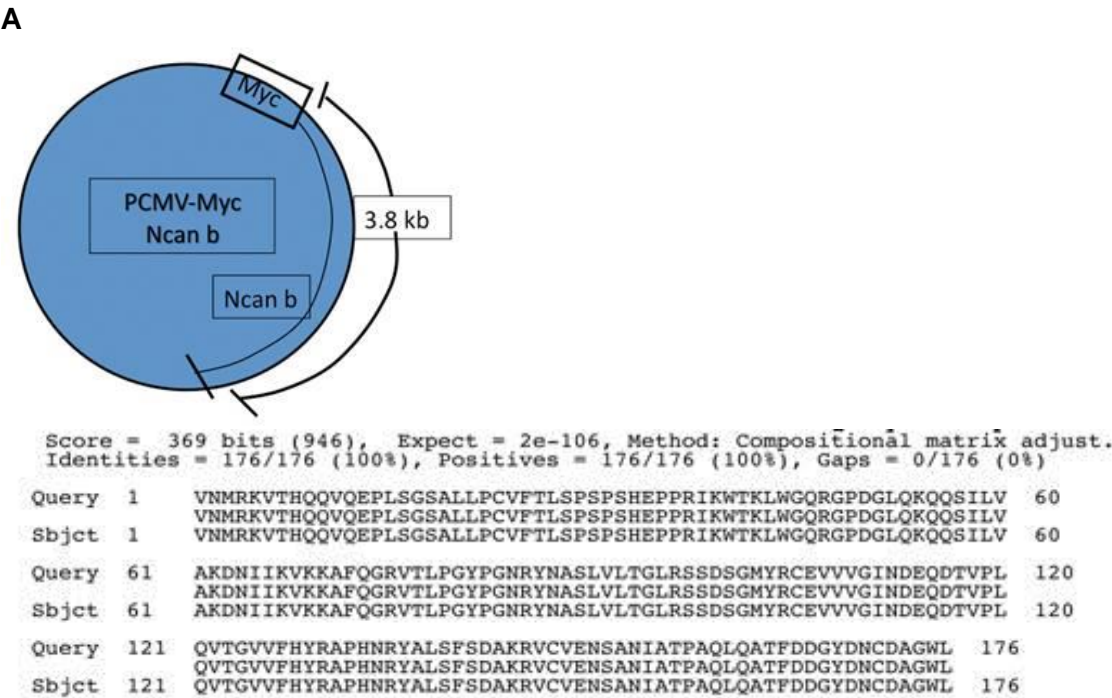 A
Myc
PCMV-Myc
Ncan b
3.8 kb
Ncan b
Score = 369 bits (946), Expect = 2e-106, Method: Compositional matrix adjust.
Identities = 176/176 (100%), Positives = 176/176 (100%), Gaps = 0/176 (0%)
Query 1 VNMRKVTHQQVQEPLSGSALLPCVFTLSPSPSHEPPRIKWTKLWGQRGPDGLQKQQSILV 60
VNMRKVTHQQVQEPLSGSALLPCVFTLSPSPSHEPPRIKWTKLWGQRGPDGLQKQQSILV
Sbjct 1 VNMRKVTHQQVQEPLSGSALLPCVFTLSPSPSHEPPRIKWTKLWGQRGPDGLQKQQSILV 60
Query 61 AKDNIIKVKKAFQGRVTLPGYPGNRYNASLVLTGLRSSDSGMYRCEVVVGINDEQDTVPL 120
AKDNIIKVKKAFQGRVTLPGYPGNRYNASLVLTGLRSSDSGMYRCEVVVGINDEQDTVPL
Sbjct 61 AKDNIIKVKKAFQGRVTLPGYPGNRYNASLVLTGLRSSDSGMYRCEVVVGINDEQDTVPL 120
Query 121 QVTGVVFHYRAPHNRYALSFSDAKRVCVENSANIATPAQLQATFDDGYDNCDAGWL 176
QVTGVVFHYRAPHNRYALSFSDAKRVCVENSANIATPAQLQATFDDGYDNCDAGWL
Sbjct 121 QVTGVVFHYRAPHNRYALSFSDAKRVCVENSANIATPAQLQATFDDGYDNCDAGWL 176